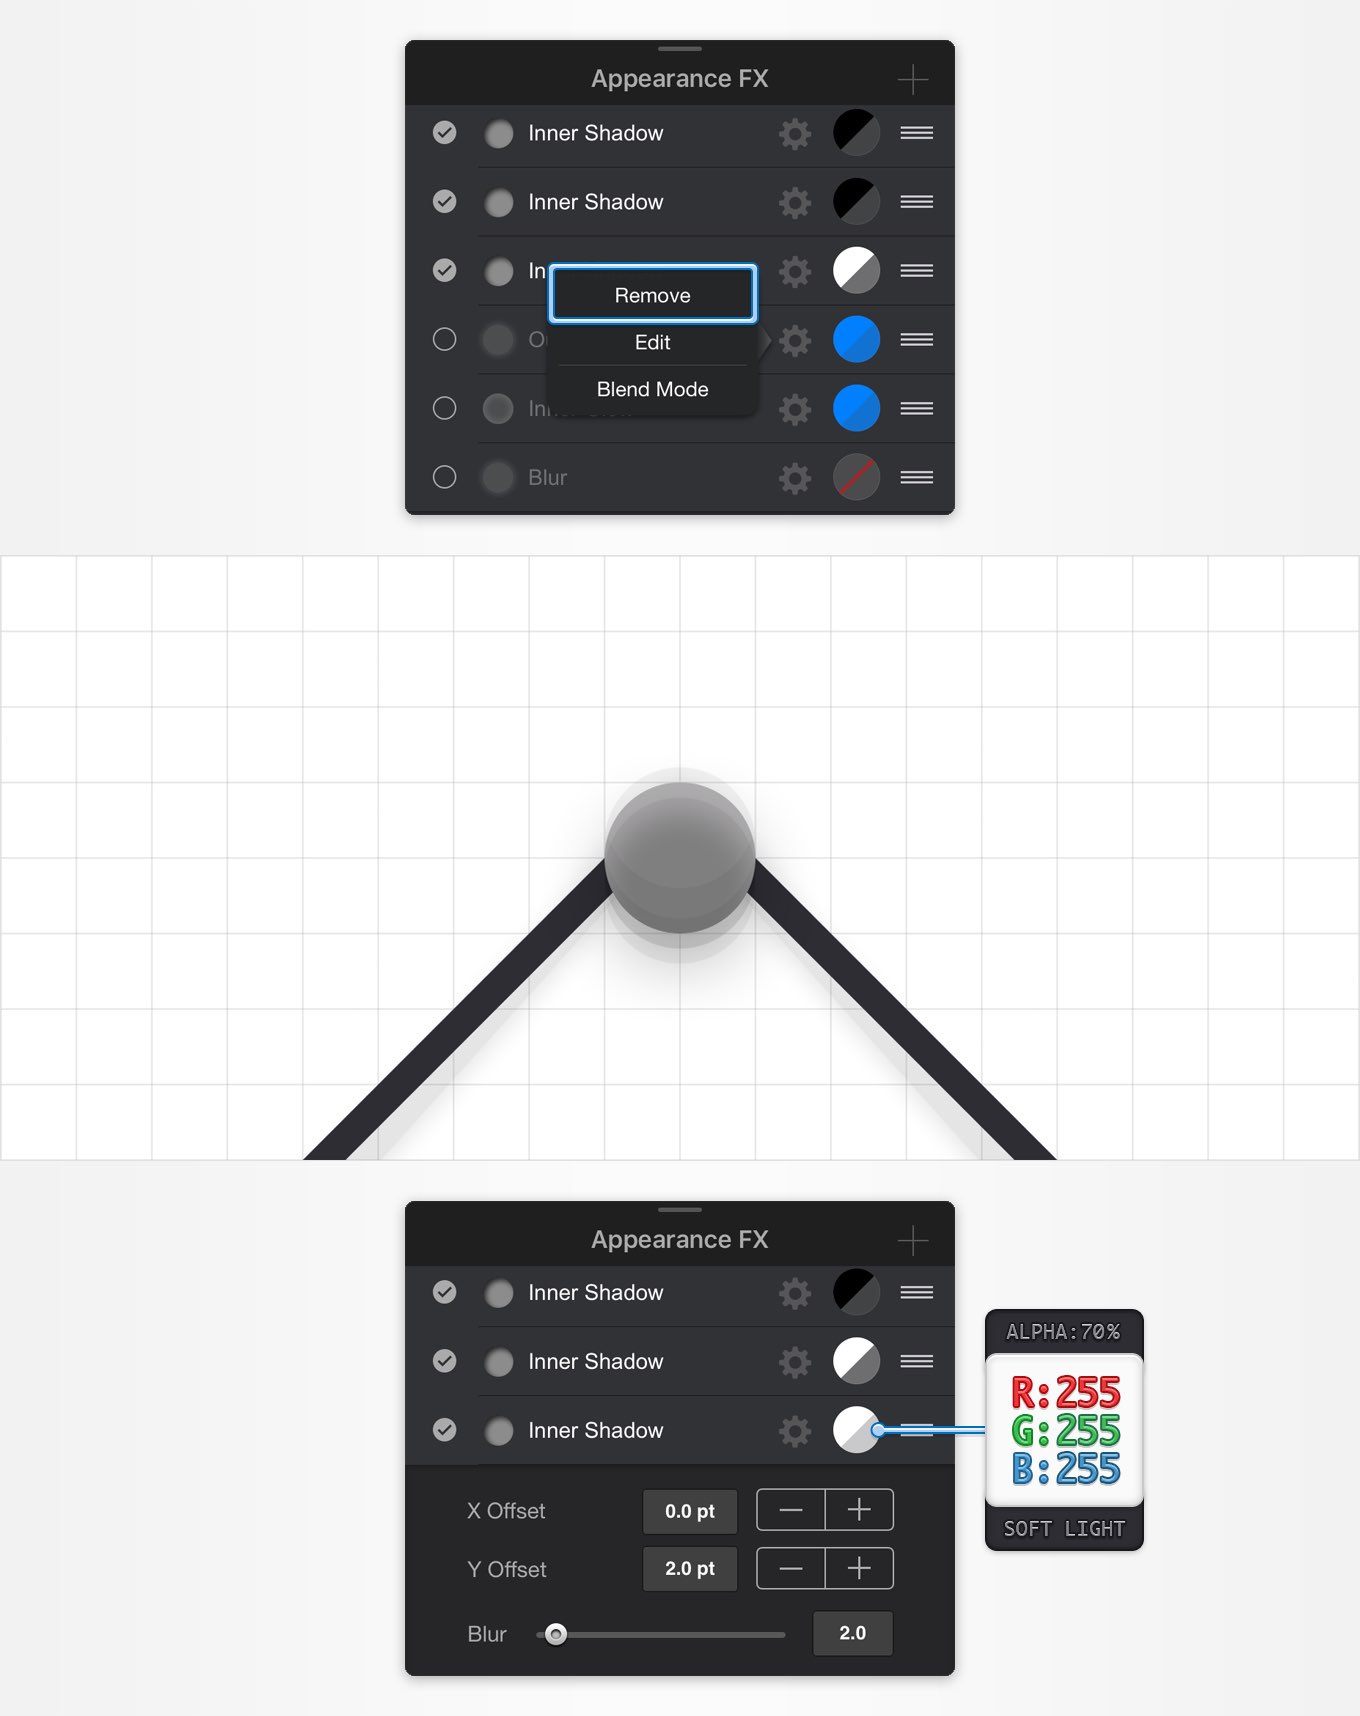 Appearance FX
Inner Shadow
Inner Shadow
In
Remove
O
Edit
Blend Mode
Inn
Blur
Appearance FX
Inner Shadow
Inner Shadow
Inner Shadow
ALPHA:70%
R:255
G:255
B:255
SOFT LIGHT
X Offset 0.0 pt
Y Offset 2.0 pt
Blur 2.0